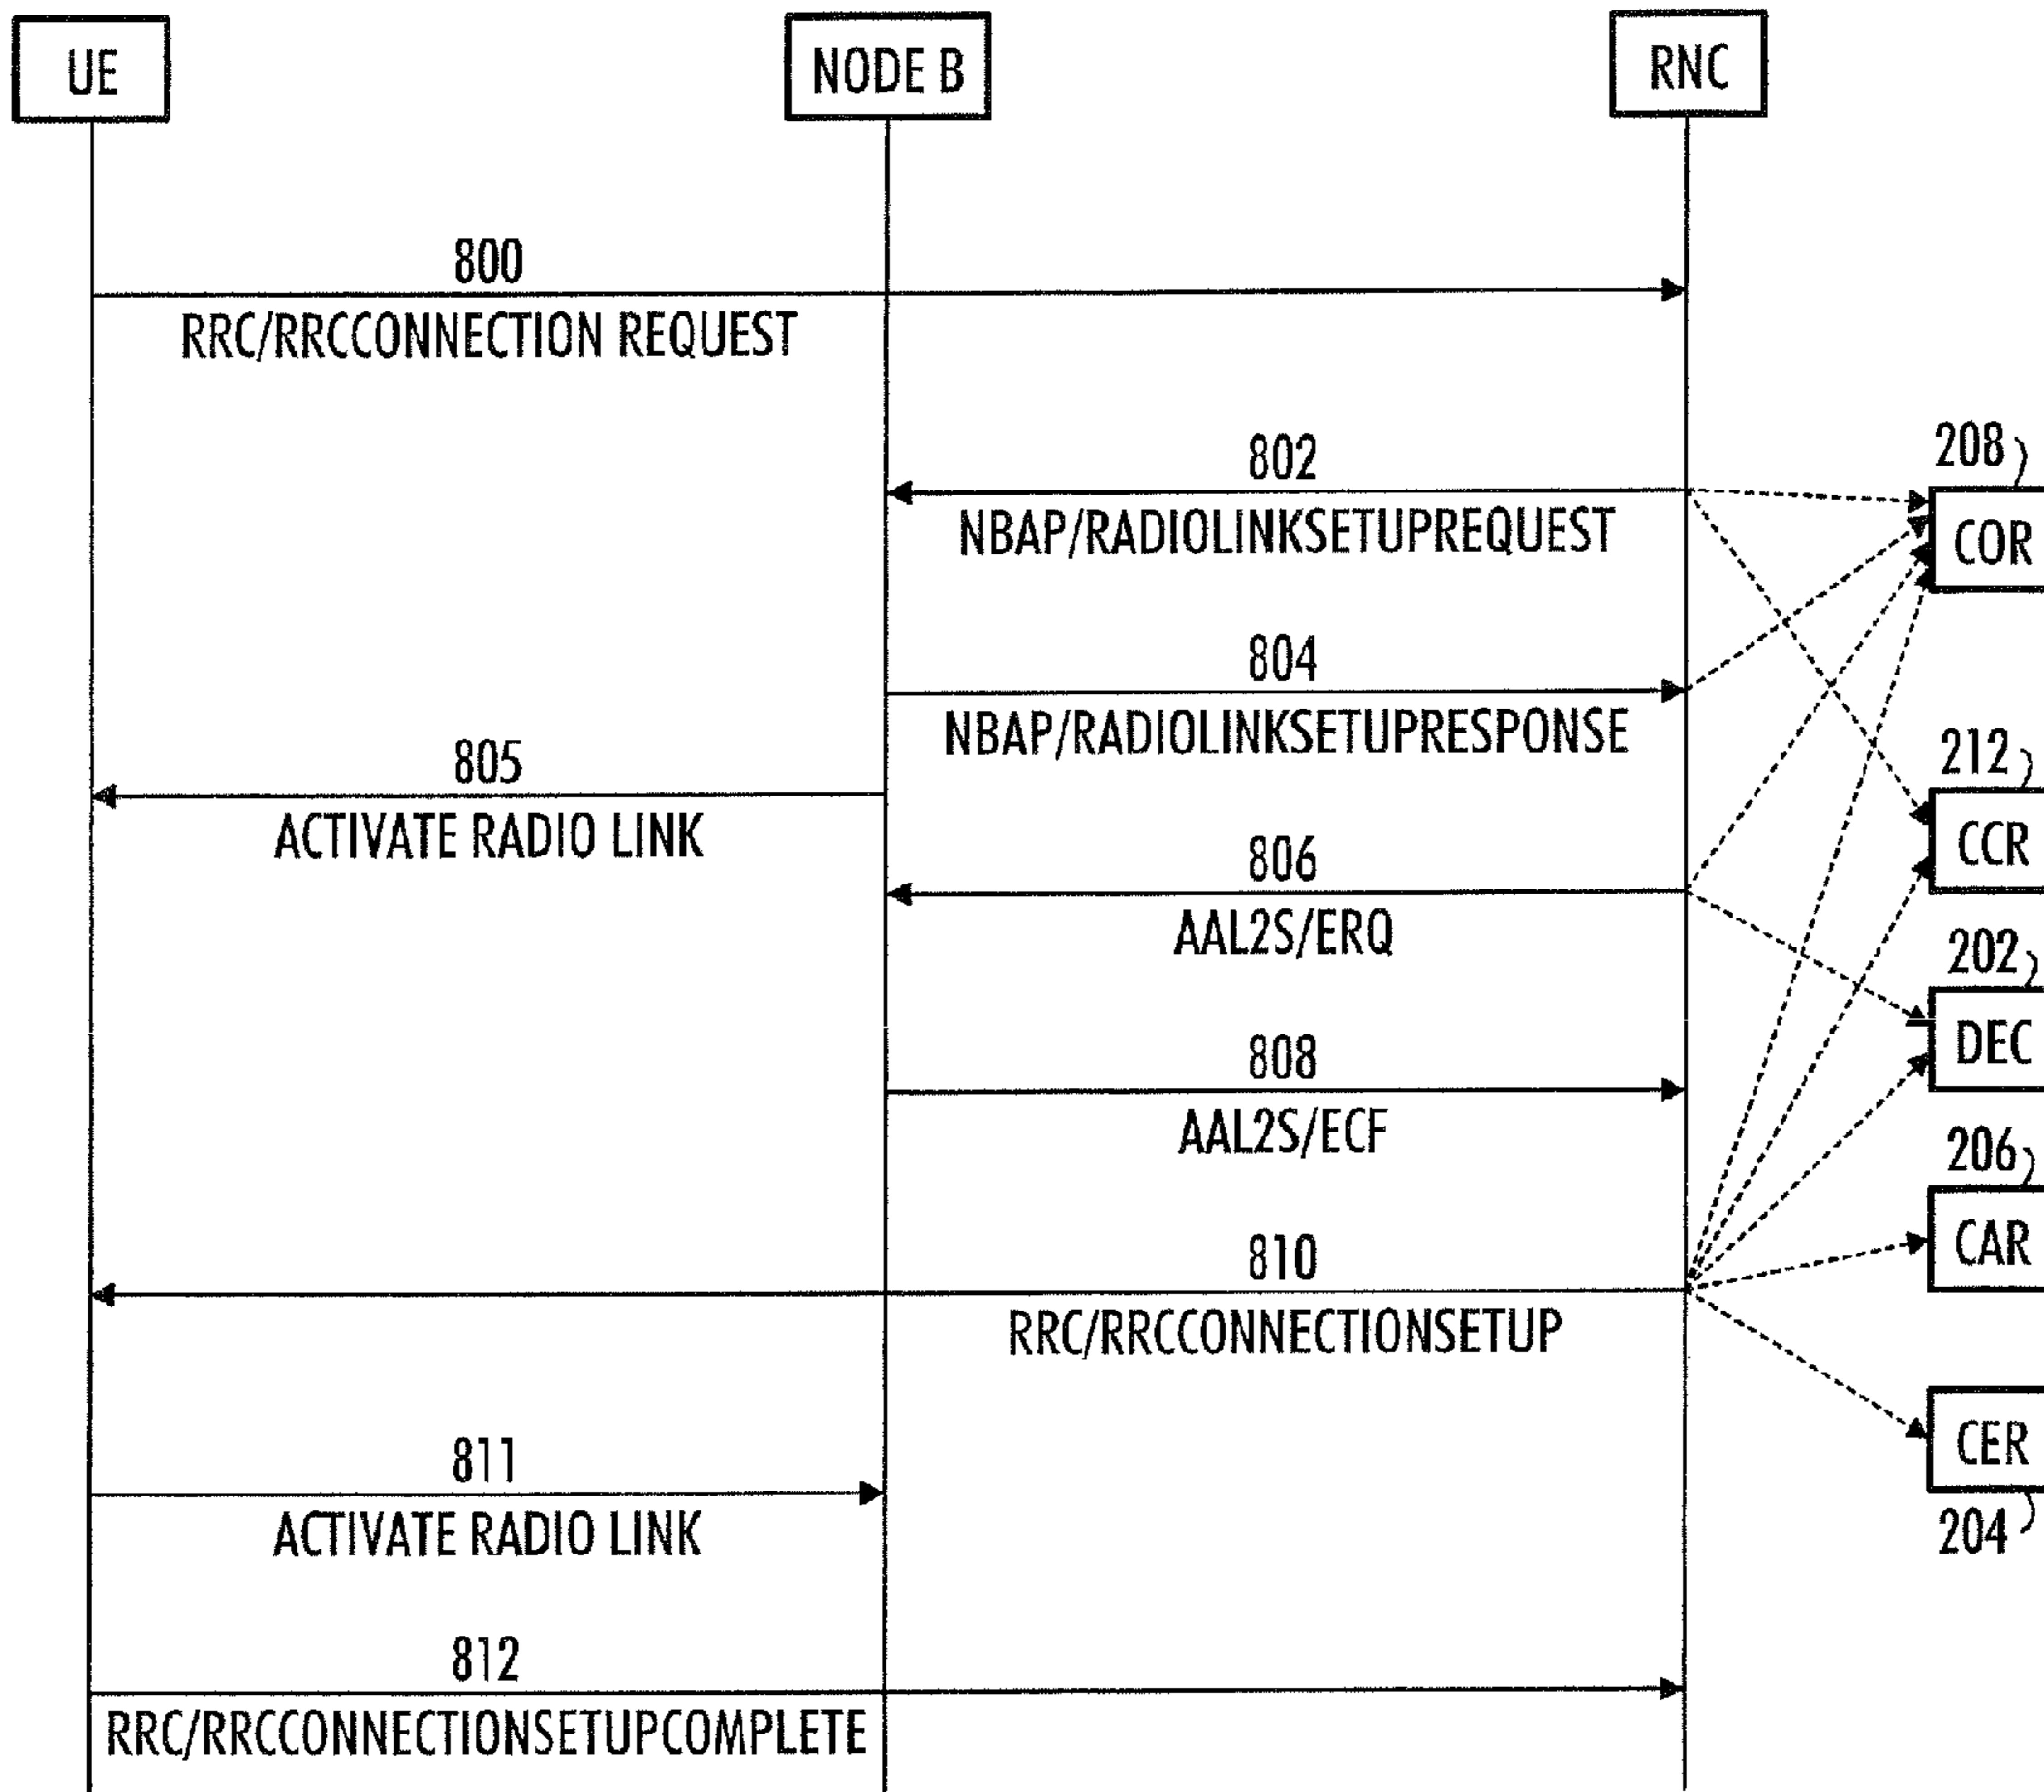 UE
NODE B
RNC
800
RRC/RRCCONNECTION REQUEST
208
802
NBAP/RADIOLINKSETUPREQUEST
COR
804
NBAP/RADIOLINKSETUPRESPONSE
212
805
ACTIVATE RADIO LINK
CCR
806
AAL2S/ERQ
202
DEC
808
AAL2S/ECF
206
CAR
810
RRC/RRCCONNECTIONSETUP
CER
811
ACTIVATE RADIO LINK
204
812
RRC/RRCCONNECTIONSETUPCOMPLETE